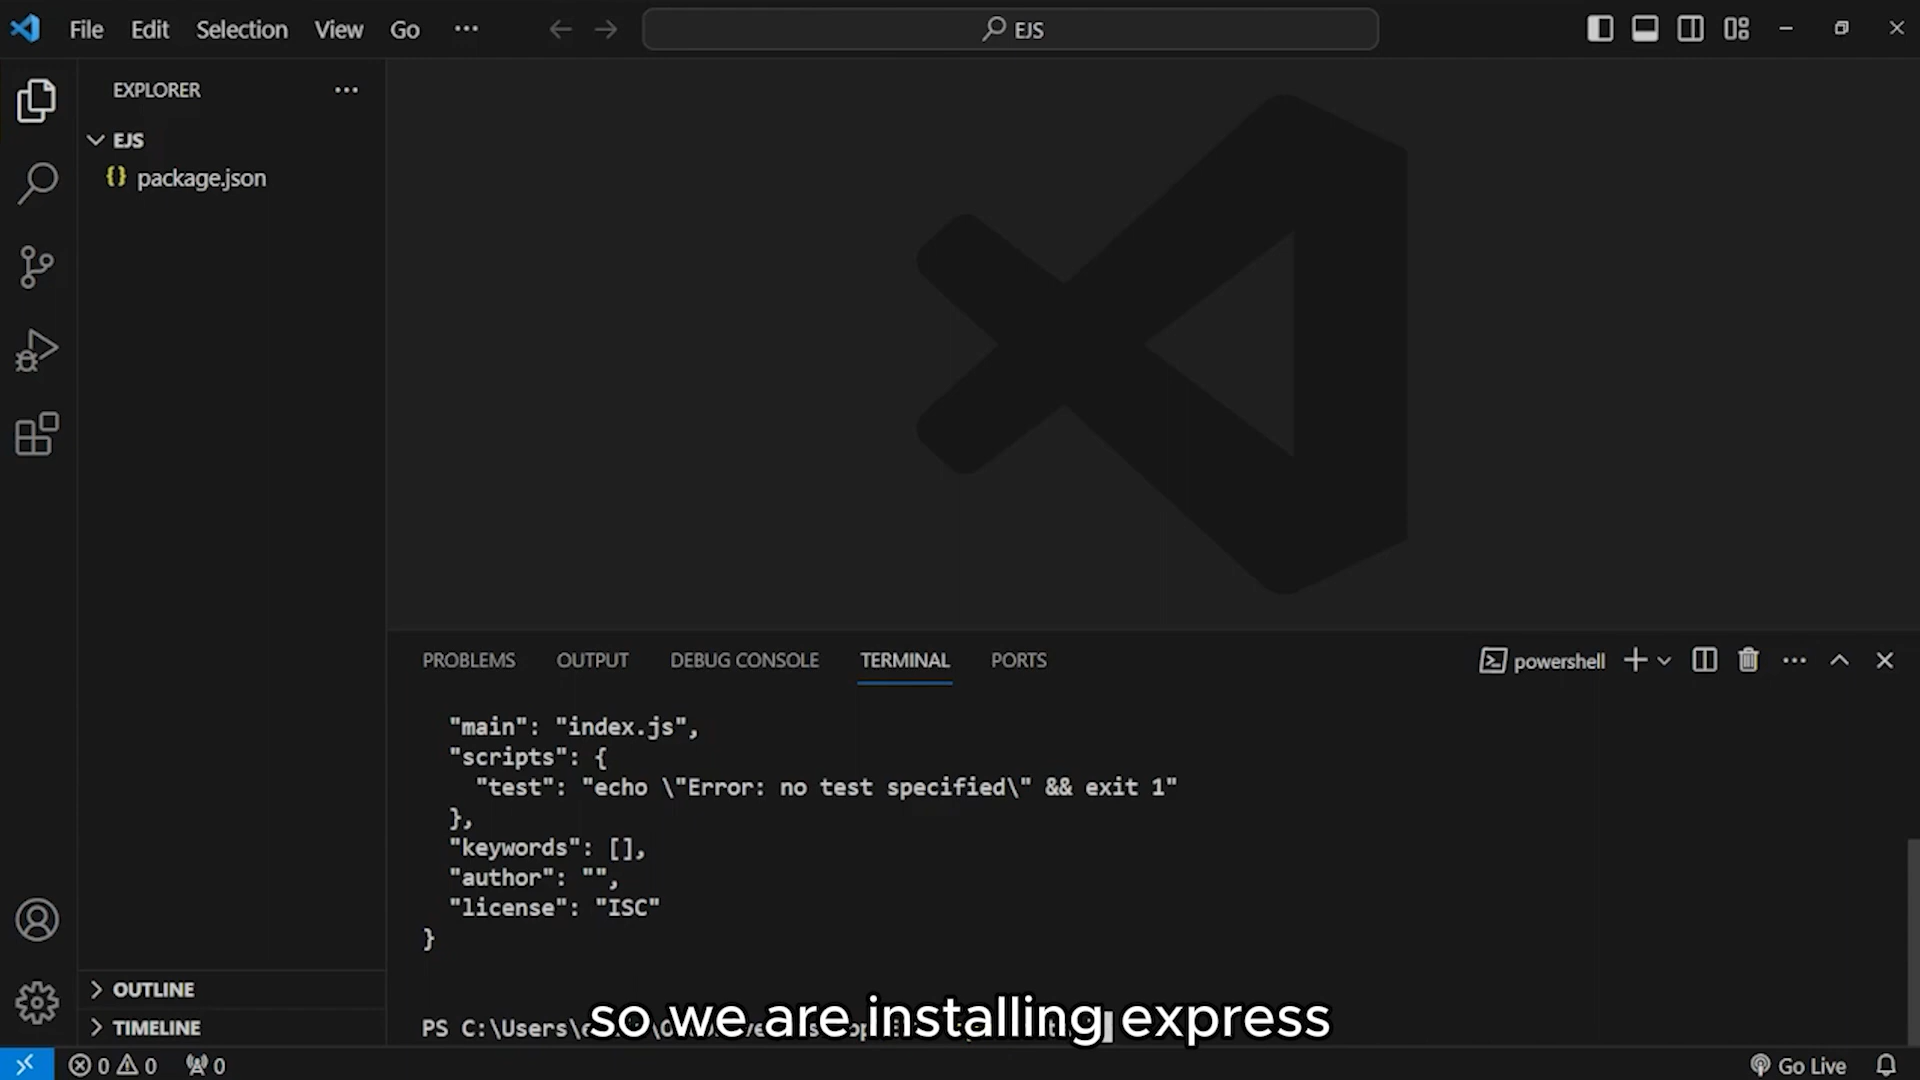 File Edit Selection View Go ... EJS
EXPLORER ...
EJS
{} package.json
PROBLEMS OUTPUT DEBUG CONSOLE TERMINAL PORTS powershell
"main": "index.js",
"scripts": {
"test": "echo \"Error: no test specified\" && exit 1"
},
"keywords": [],
"author": "",
"license": "ISC"
}
OUTLINE
TIMELINE
PS C:\Users\
so we are installing express
0 0 0 Go Live